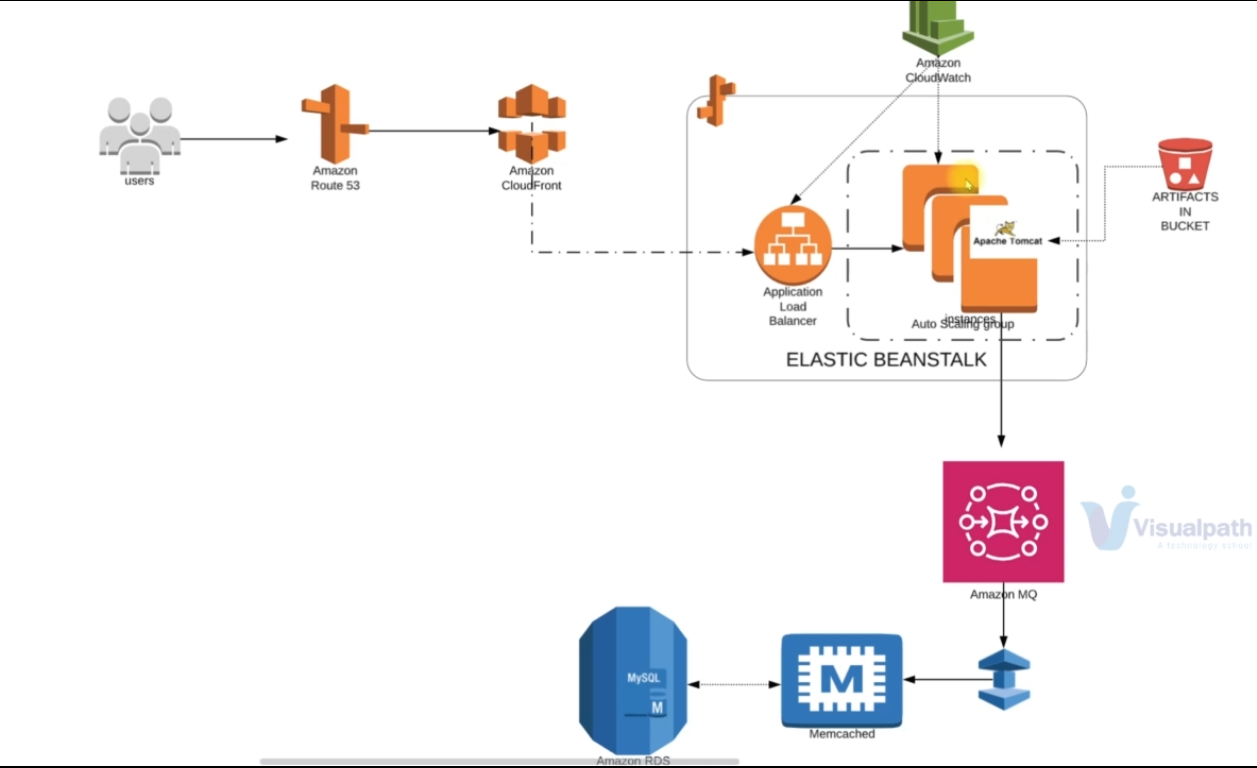 Amazon
CloudWatch
users
Amazon
Route 53
Amazon
CloudFront
ARTIFACTS
IN
BUCKET
Apache Tomcat
Application
Load
Balancer
instances
Auto Scaling group
ELASTIC BEANSTALK
Visualpath
A technology school
Amazon MQ
MySQL
M
M
Memcached
Amazon RDS